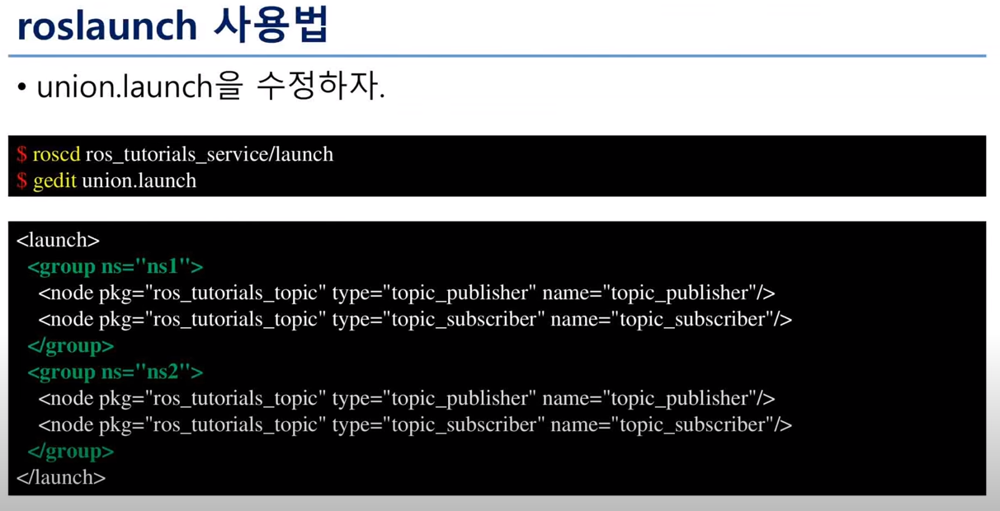 roslaunch 사용법
• union.launch을 수정하자.
$ roscd ros_tutorials_service/launch
$ gedit union.launch
<launch>
<group ns="ns1">
<node pkg="ros_tutorials_topic" type="topic_publisher" name="topic_publisher"/>
<node pkg="ros_tutorials_topic" type="topic_subscriber" name="topic_subscriber"/>
</group>
<group ns="ns2">
<node pkg="ros_tutorials_topic" type="topic_publisher" name="topic_publisher"/>
<node pkg="ros_tutorials_topic" type="topic_subscriber" name="topic_subscriber"/>
</group>
</launch>